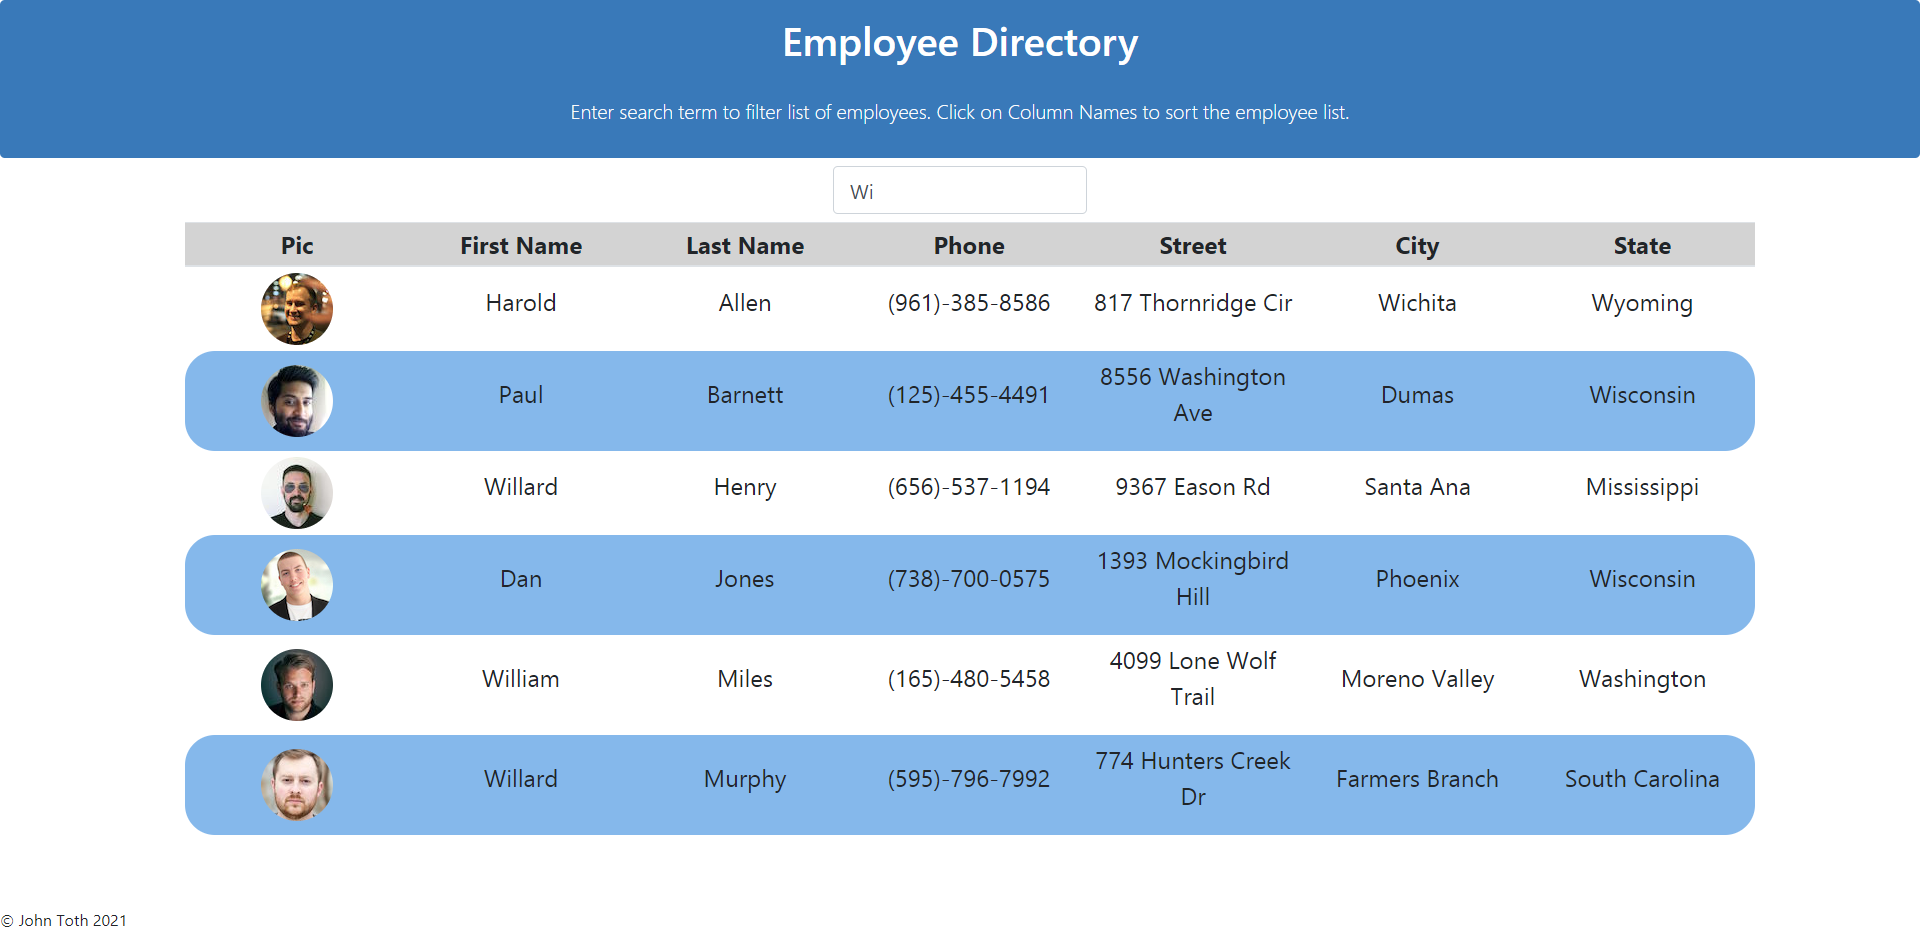 Employee Directory
Enter search term to filter list of employees. Click on Column Names to sort the employee list.
Wi
Pic First Name Last Name Phone Street City State
Harold Allen (961)-385-8586 817 Thornridge Cir Wichita Wyoming
Paul Barnett (125)-455-4491 8556 Washington Ave Dumas Wisconsin
Willard Henry (656)-537-1194 9367 Eason Rd Santa Ana Mississippi
Dan Jones (738)-700-0575 1393 Mockingbird Hill Phoenix Wisconsin
William Miles (165)-480-5458 4099 Lone Wolf Trail Moreno Valley Washington
Willard Murphy (595)-796-7992 774 Hunters Creek Dr Farmers Branch South Carolina
© John Toth 2021